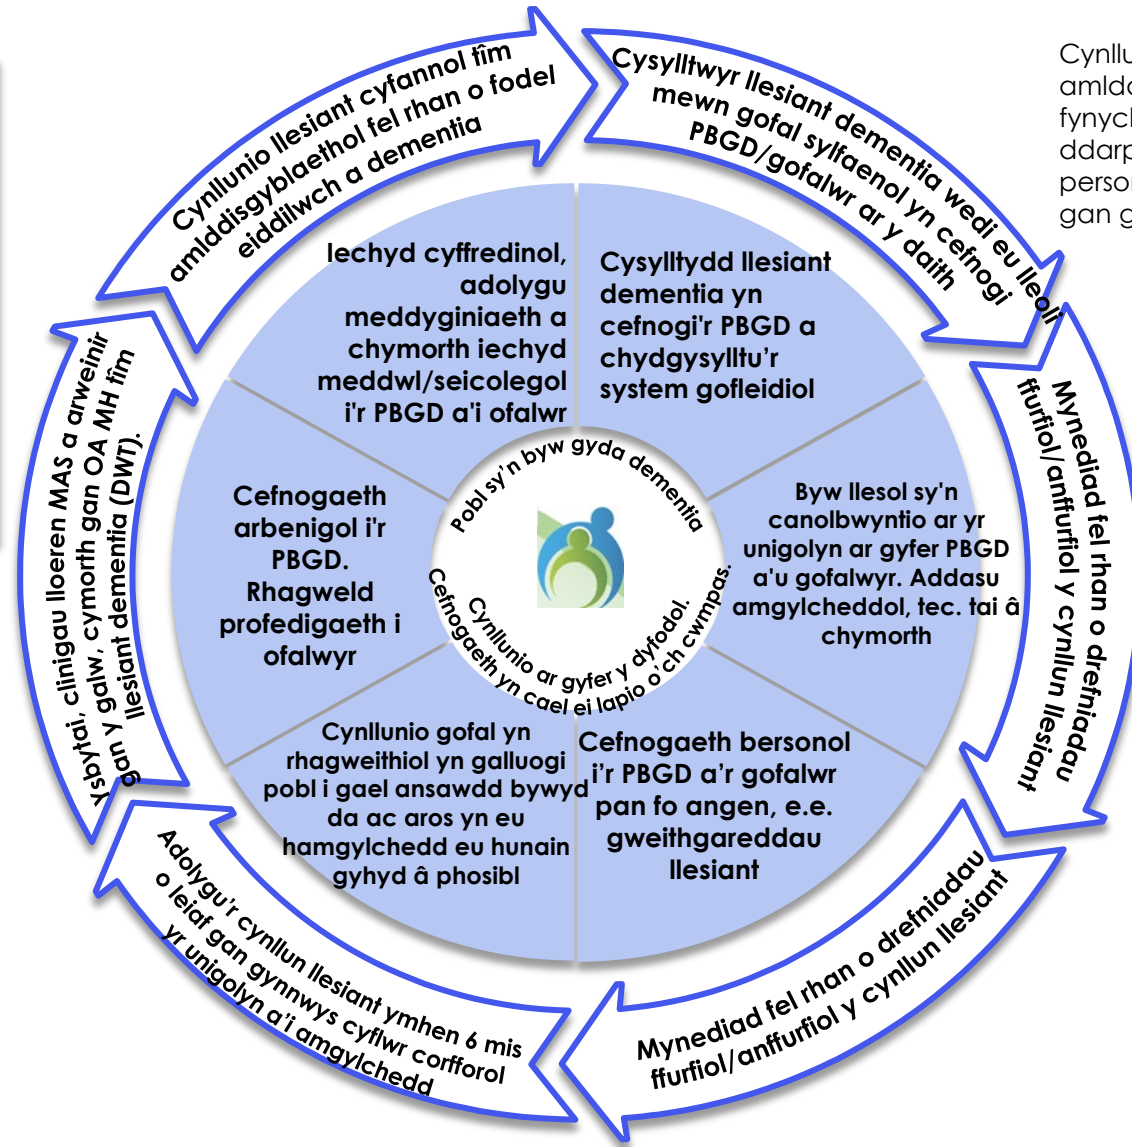 Cynllunio llesiant cyfannol tîm
amlddisgyblaethol fel rhan o fodel
eiddilwch a dementia
Cysylltwyr llesiant dementia wedi eu lleoli
mewn gofal sylfaenol yn cefnogi
PBGD/gofalwr ar y daith
Mynediad fel rhan o drefniadau
ffurfiol/anffurfiol y cynllun llesiant
Mynediad fel rhan o drefniadau
ffurfiol/anffurfiol y cynllun llesiant
Adolygu'r cynllun llesiant ymhen 6 mis
o leiaf gan gynnwys cyflwr corfforol
yr unigolyn a'i amgylchedd
Ysbytai, clinigau lloeren MAS a arweinir
gan y galw, cymorth gan OA MH tîm
llesiant dementia (DWT).
Iechyd cyffredinol,
adolygu
meddyginiaeth a
chymorth iechyd
meddwl/seicolegol
i'r PBGD a'i ofalwr
Cysylltydd llesiant
dementia yn
cefnogi'r PBGD a
chydgysylltu'r
system gofleidiol
Byw llesol sy'n
canolbwyntio ar yr
unigolyn ar gyfer PBGD
a'u gofalwyr. Addasu
amgylcheddol, tec. tai â
chymorth
Cefnogaeth bersonol
i'r PBGD a'r gofalwr
pan fo angen, e.e.
gweithgareddau
llesiant
Cynllunio gofal yn
rhagweithiol yn galluogi
pobl i gael ansawdd bywyd
da ac aros yn eu
hamgylchedd eu hunain
gyhyd â phosibl
Cefnogaeth
arbenigol i'r
PBGD.
Rhagweld
profedigaeth i
ofalwyr
Pobl sy'n byw gyda dementia
Cynllunio ar gyfer y dyfodol.
Cefnogaeth yn cael ei lapio o'ch cwmpas.
gan g